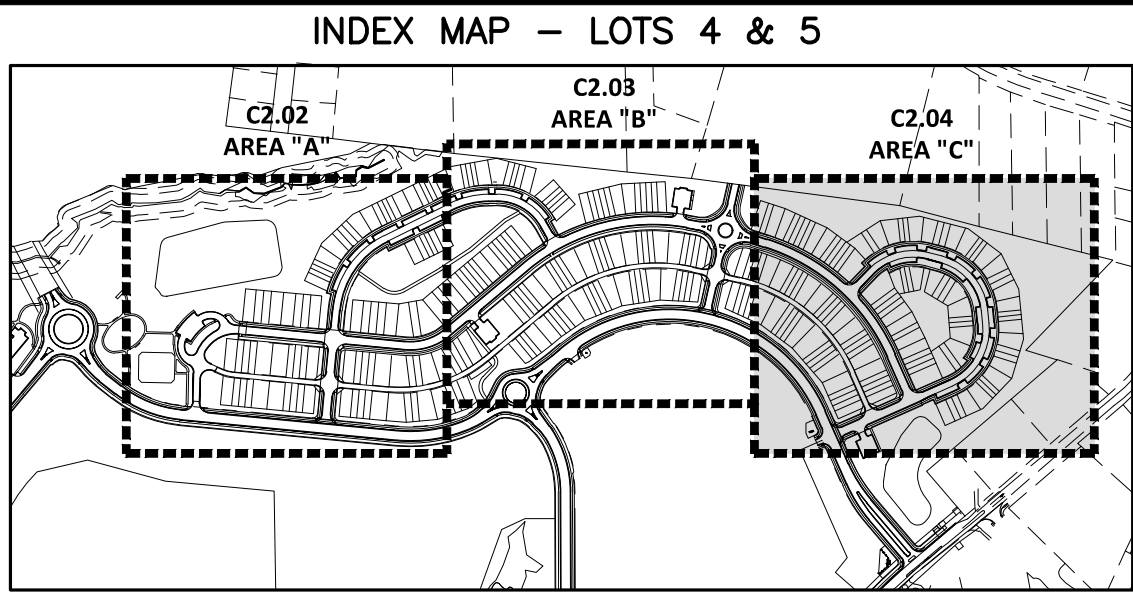 INDEX MAP - LOTS 4 & 5
C2.02
AREA "A"
C2.03
AREA "B"
C2.04
AREA "C"